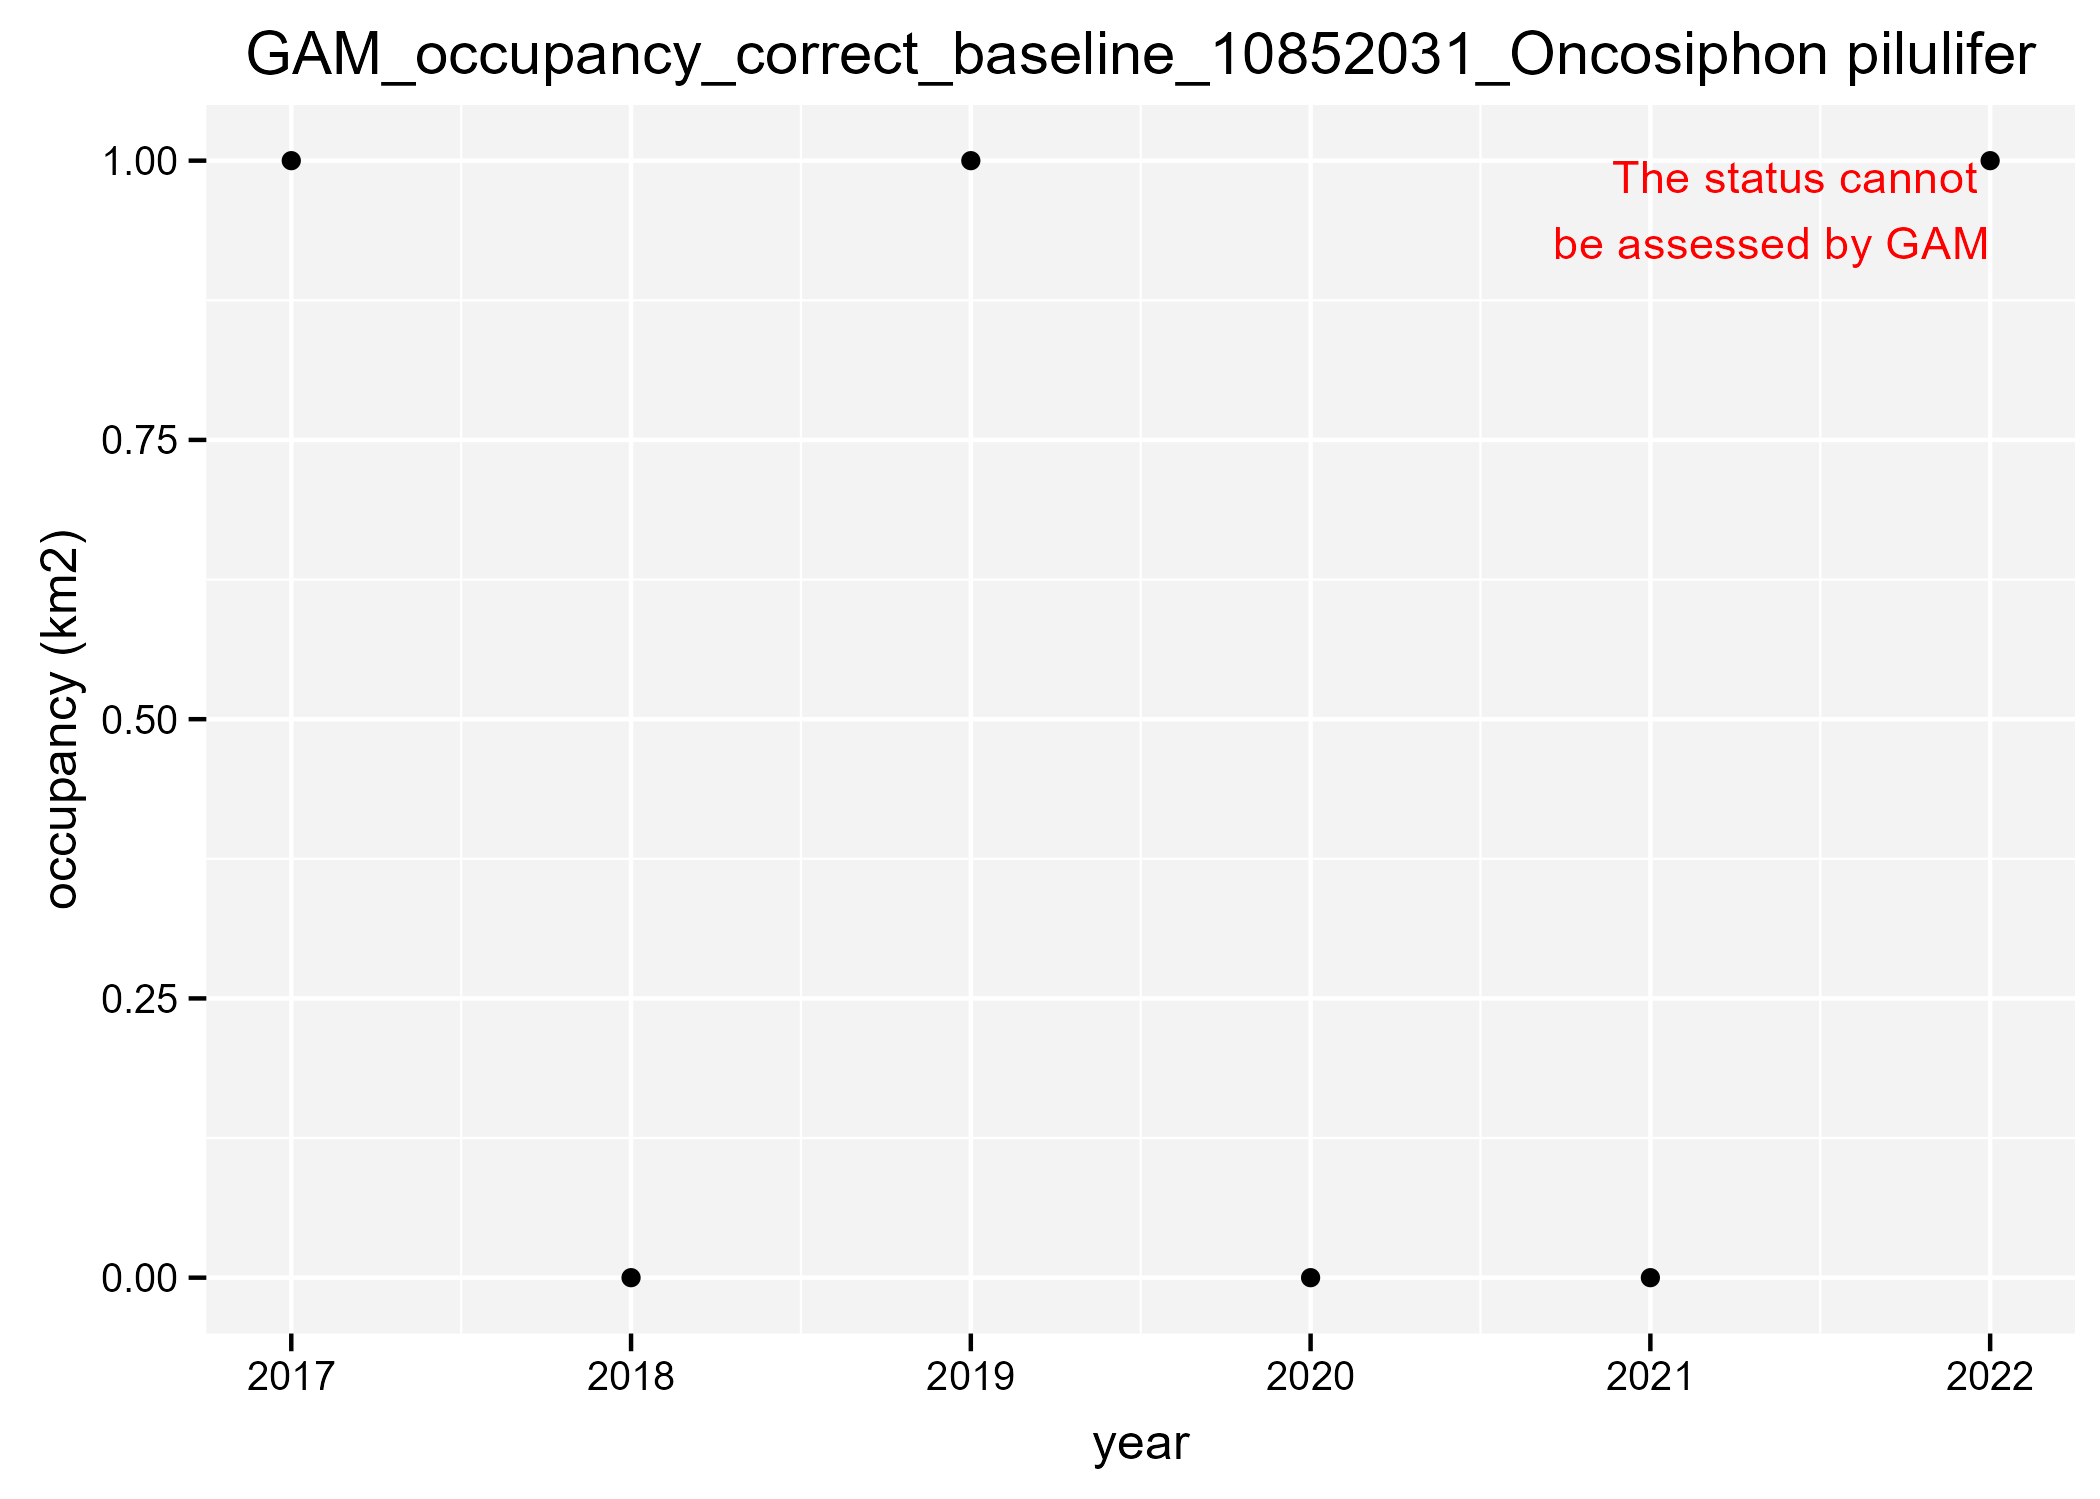 GAM_occupancy_correct_baseline_10852031_Oncosiphon pilulifer
1.00
The status cannot
be assessed by GAM
0.75
0.50
0.25
0.00
occupancy (km2)
2017 2018 2019 2020 2021 2022
year